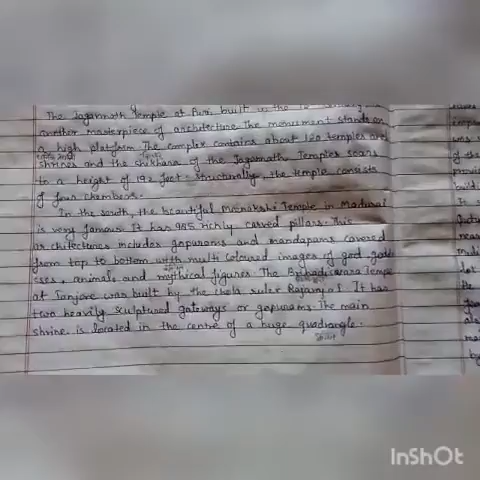 The Jagannath Temple at Puri, built in the
another masterpiece of architecture. The monument stands on
a high platform. The complex contains about 120 temples and
shrines and the shikhara of the Jagannath Temples soars
to a height of 192 feet. Structurally the temple consists
of four chembers.
In the south, the beautiful Meenakshi Temple in Madurai
is very famous. It has 985 richly carved pillars. This
architectures includes gopurams and mandapams covered
from top to bottom with multi coloured images of god, godd
esses, animals, and mythical figures. The Brihadiswara Temple
at Tanjore was built by the chola ruler Rajaraja I. It has
two heavily sculptured gateways or gopurams. The main
shrine is located in the centre of a huge quadrangle.
InShOt